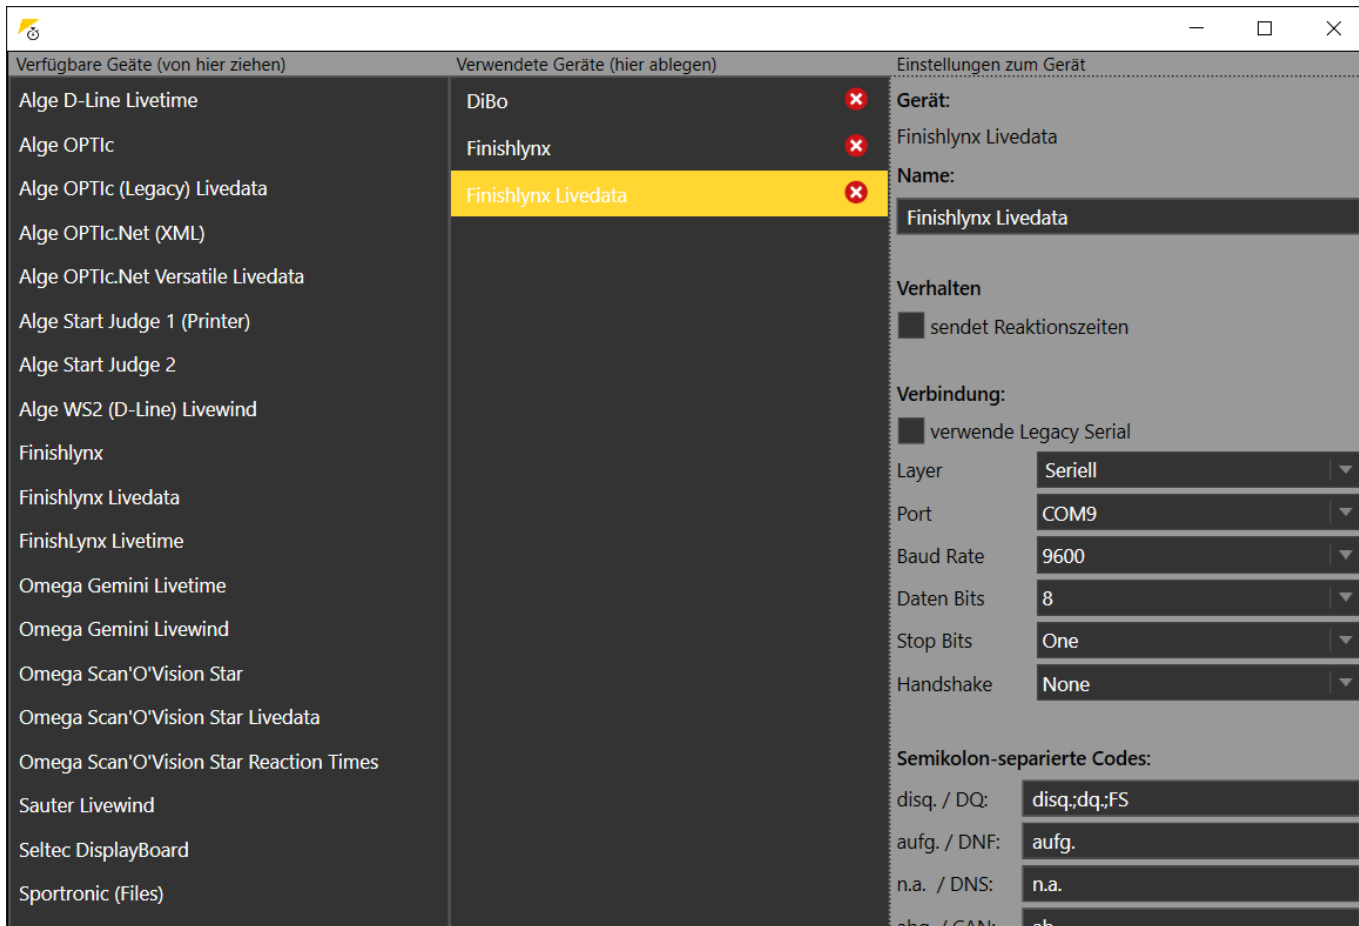 Verfügbare Geäte (von hier ziehen)
Alge D-Line Livetime
Alge OPTIc
Alge OPTIc (Legacy) Livedata
Alge OPTIc.Net (XML)
Alge OPTIc.Net Versatile Livedata
Alge Start Judge 1 (Printer)
Alge Start Judge 2
Alge WS2 (D-Line) Livewind
Finishlynx
Finishlynx Livedata
FinishLynx Livetime
Omega Gemini Livetime
Omega Gemini Livewind
Omega Scan'O'Vision Star
Omega Scan'O'Vision Star Livedata
Omega Scan'O'Vision Star Reaction Times
Sauter Livewind
Seltec DisplayBoard
Sportronic (Files)
Verwendete Geräte (hier ablegen)
DiBo
Finishlynx
Finishlynx Livedata
Einstellungen zum Gerät
Gerät:
Finishlynx Livedata
Name:
Finishlynx Livedata
Verhalten
sendet Reaktionszeiten
Verbindung:
verwende Legacy Serial
Layer Seriell
Port COM9
Baud Rate 9600
Daten Bits 8
Stop Bits One
Handshake None
Semikolon-separierte Codes:
disq. / DQ: disq.;dq.;FS
aufg. / DNF: aufg.
n.a. / DNS: n.a.